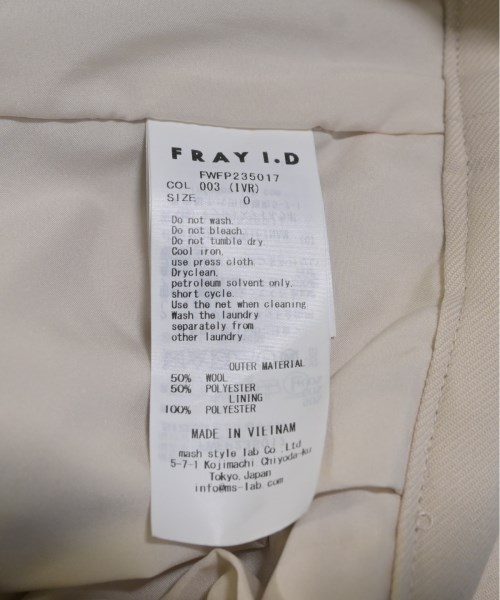 FRAY I.D
FWFP235017
COL 003 (IVR)
SIZE 0
Do not wash.
Do not bleach.
Do not tumble dry
Cool iron.
use press cloth
Dryclean,
petroleum solvent only.
short cycle.
Use the net when cleaning
Wash the laundry
separately from
other laundry
OUTER MATERIAL
50% WOOL
50% POLYESTER
LINING
100% POLYESTER
MADE IN VIETNAM
mash style lab Co., Ltd.
5-7-1 Kojimachi Chiyoda-ku
Tokyo, Japan
info@ms-lab.com